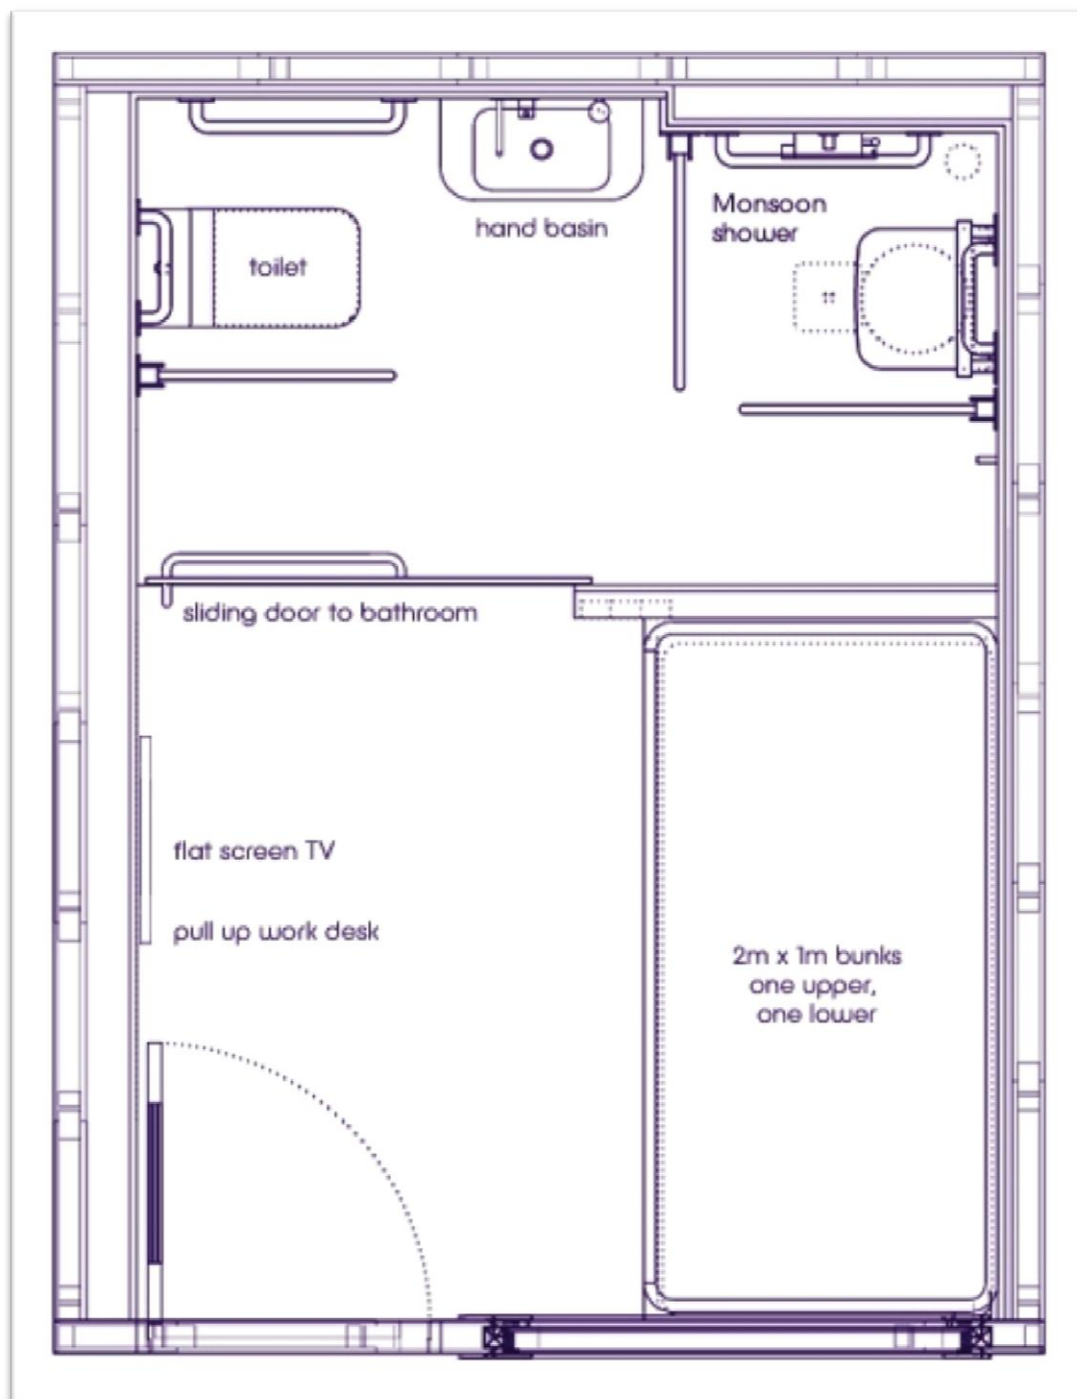 hand basin
Monsoon
shower
toilet
sliding door to bathroom
flat screen TV
pull up work desk
2m x 1m bunks
one upper,
one lower